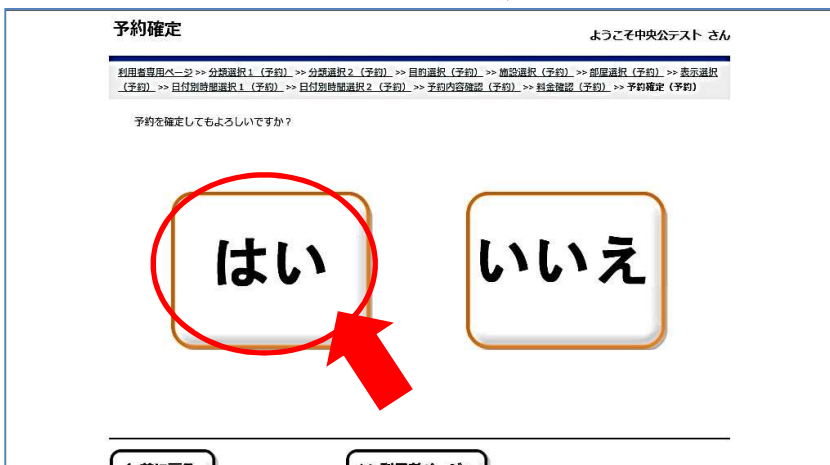 予約確定
ようこそ中央公テスト さん
利用者専用ページ >> 分類選択1（予約） >> 分類選択2（予約） >> 目的選択（予約） >> 施設選択（予約） >> 部屋選択（予約） >> 表示選択
（予約） >> 日付別時間選択1（予約） >> 日付別時間選択2（予約） >> 予約内容確認（予約） >> 料金確認（予約） >> 予約確定（予約）
予約を確定してもよろしいですか？
はい
いいえ